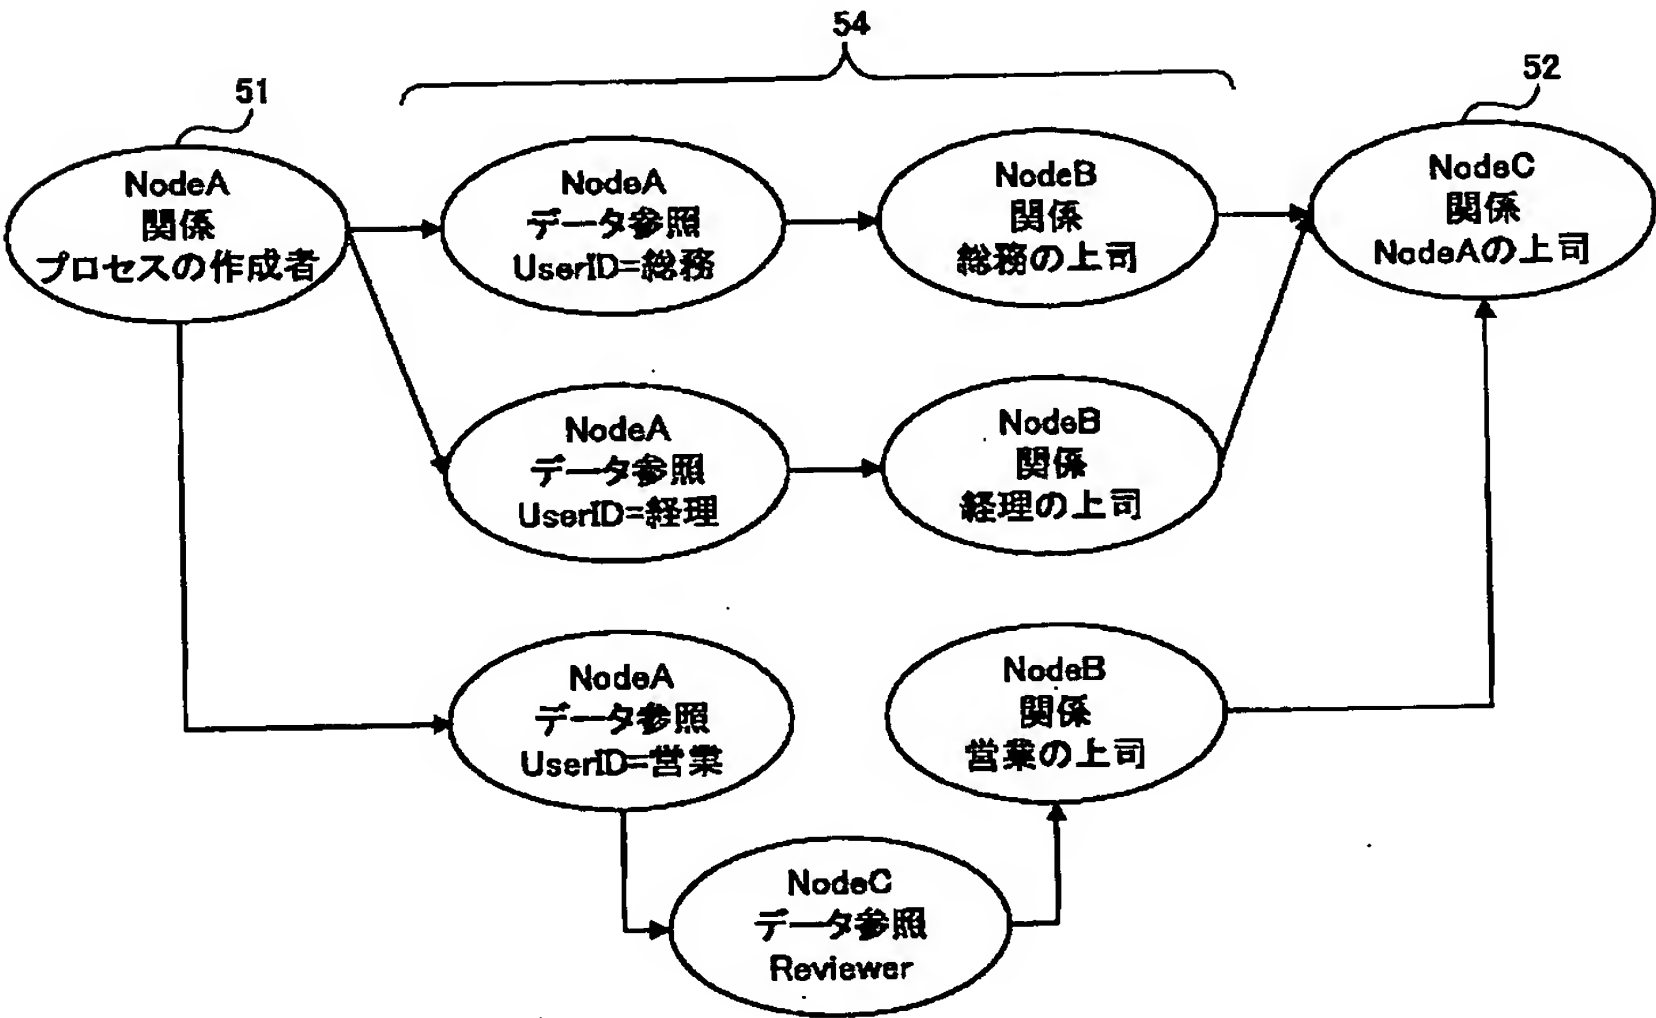 54
51
52
NodeA
関係
プロセスの作成者
NodeA
データ参照
UserID=総務
NodeB
関係
総務の上司
NodeC
関係
NodeAの上司
NodeA
データ参照
UserID=経理
NodeB
関係
経理の上司
NodeA
データ参照
UserID=営業
NodeB
関係
営業の上司
NodeC
データ参照
Reviewer